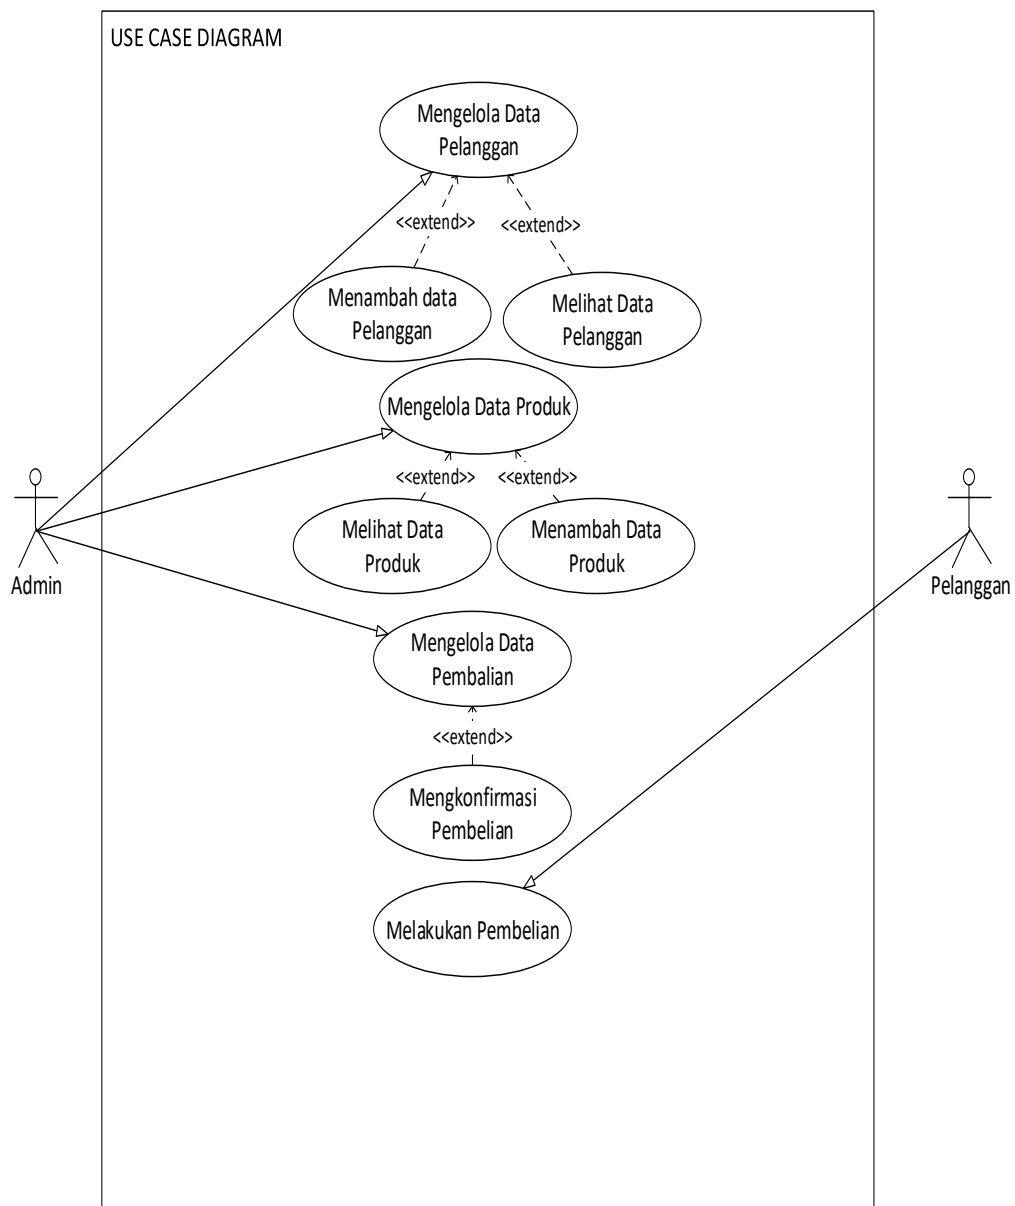 USE CASE DIAGRAM
Mengelola Data
Pelanggan
<<extend>>
<<extend>>
Menambah data
Pelanggan
Melihat Data
Pelanggan
Mengelola Data Produk
<<extend>>
<<extend>>
Melihat Data
Produk
Menambah Data
Produk
Admin
Pelanggan
Mengelola Data
Pembalian
<<extend>>
Mengkonfirmasi
Pembelian
Melakukan Pembelian